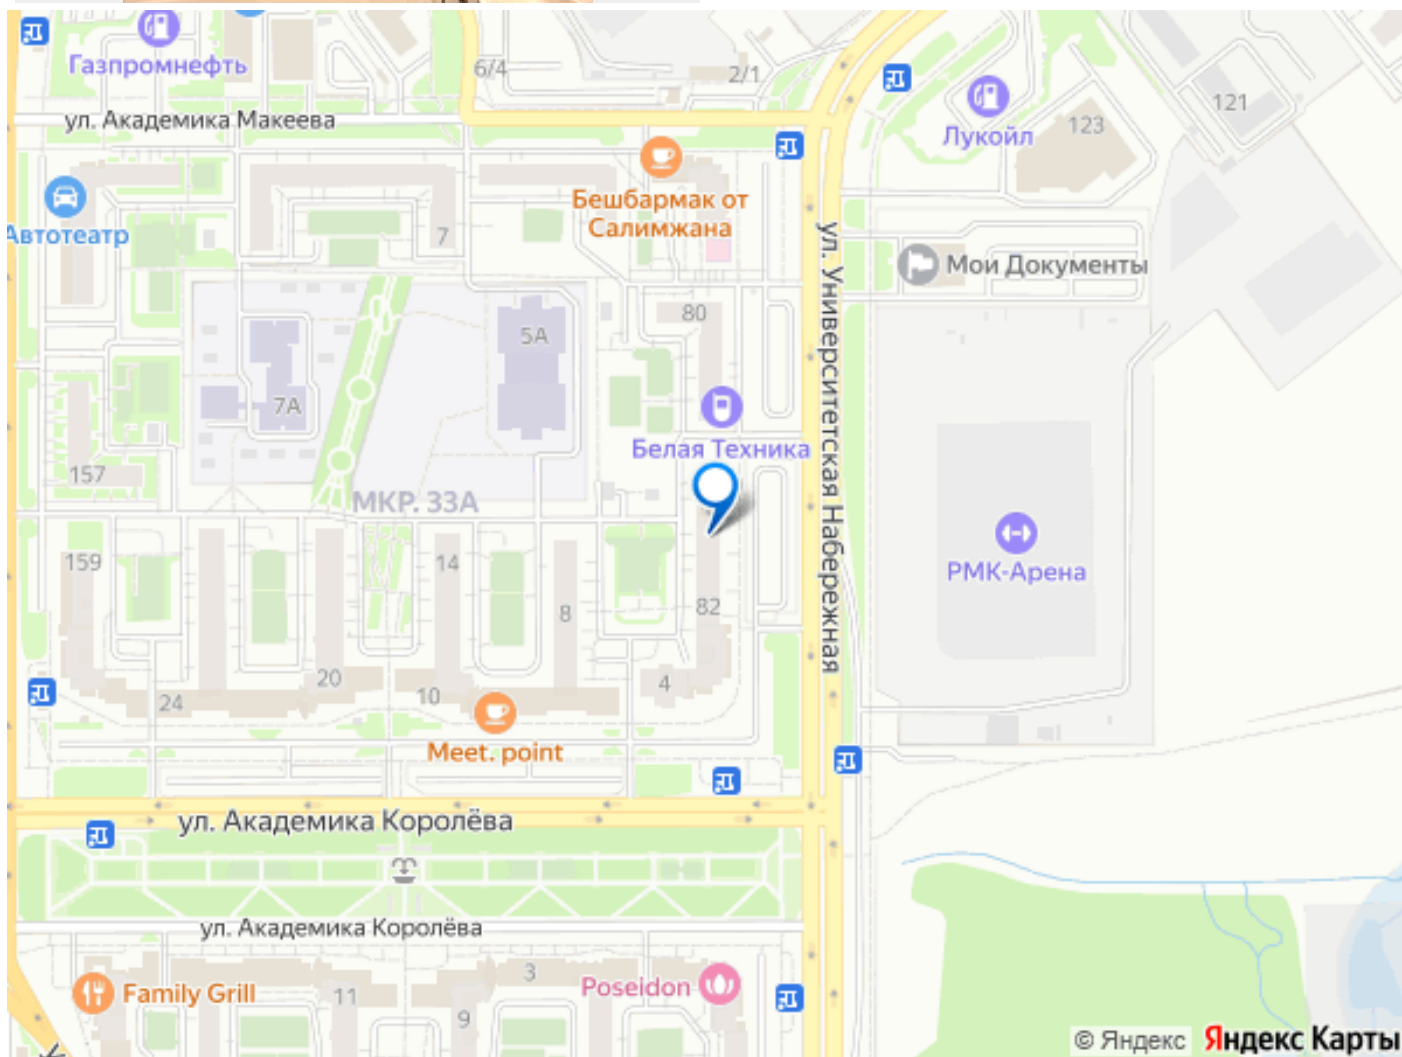 Газпромнефть
6/4
2/1
121
ул. Академика Макеева
123
Лукойл
Бешбармак от
Салимжана
Автотеатр
7
Мои Документы
ул. Университетская Набережная
80
5А
7А
Белая Техника
157
МКР. 33А
159
14
РМК-Арена
8
82
20
4
24
10
Meet. point
ул. Академика Королёва
ул. Академика Королёва
3
Poseidon
Family Grill
11
9
© Яндекс Яндекс Карты